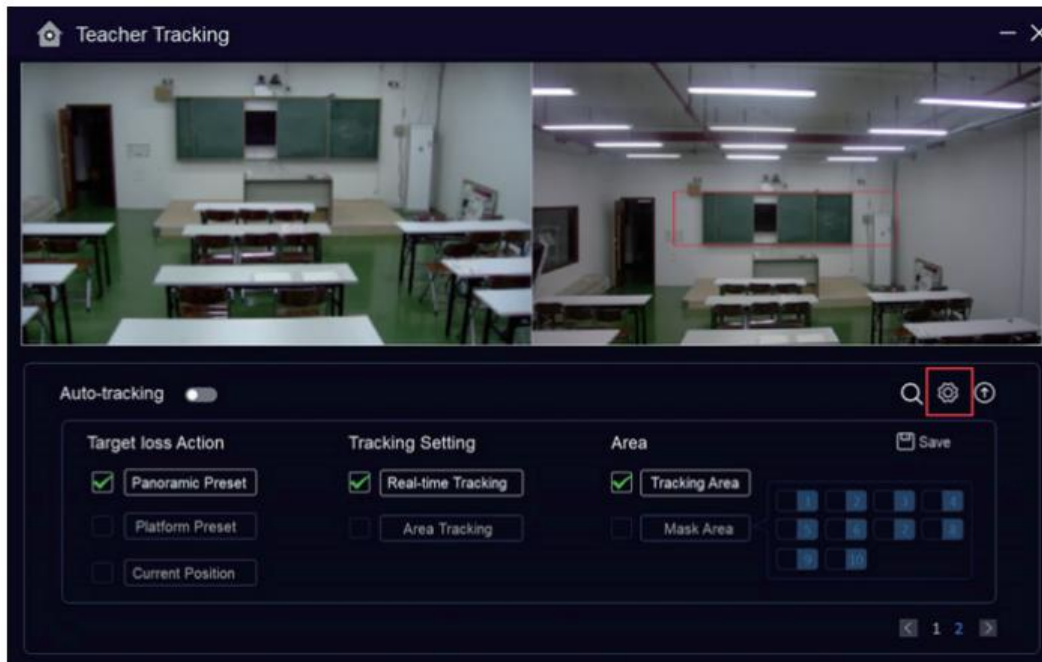 Teacher Tracking
Auto-tracking
Target loss Action Tracking Setting Area Save
Panoramic Preset Real-time Tracking Tracking Area
1 2 3 4
Platform Preset Area Tracking Mask Area
5 6 7 8
9 10
Current Position
1 2